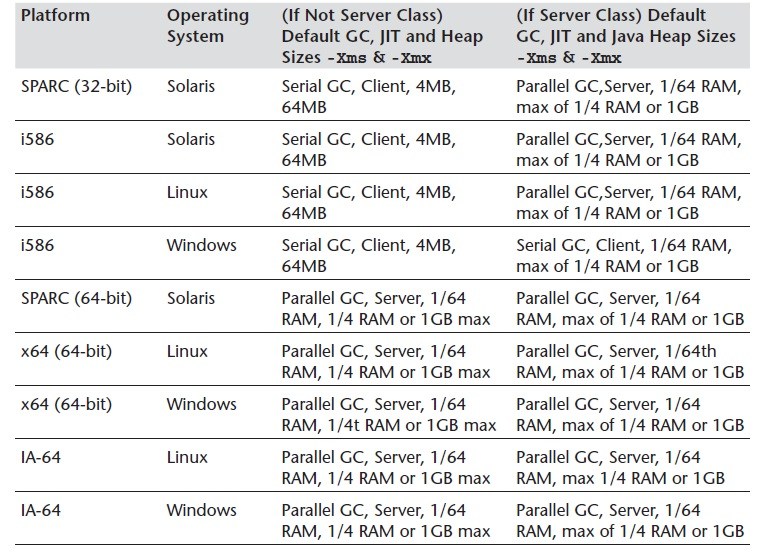 Platform Operating System (If Not Server Class) Default GC, JIT and Heap Sizes -Xms & -Xmx (If Server Class) Default GC, JIT and Java Heap Sizes -Xms & -Xmx
SPARC (32-bit) Solaris Serial GC, Client, 4MB, Parallel GC,Server, 1/64 RAM,
64MB max of 1/4 RAM or 1GB
i586 Solaris Serial GC, Client, 4MB, Parallel GC,Server, 1/64 RAM,
64MB max of 1/4 RAM or 1GB
i586 Linux Serial GC, Client, 4MB, Parallel GC,Server, 1/64 RAM,
64MB max of 1/4 RAM or 1GB
i586 Windows Serial GC, Client, 4MB, Serial GC, Client, 1/64 RAM,
64MB max of 1/4 RAM or 1GB
SPARC (64-bit) Solaris Parallel GC, Server, 1/64 Parallel GC, Server, 1/64
RAM, 1/4 RAM or 1GB max RAM, max of 1/4 RAM or 1GB
x64 (64-bit) Linux Parallel GC, Server, 1/64 Parallel GC, Server, 1/64th
RAM, 1/4 RAM or 1GB max RAM, max of 1/4 RAM or 1GB
x64 (64-bit) Windows Parallel GC, Server, 1/64 Parallel GC, Server, 1/64
RAM, 1/4t RAM or 1GB max RAM, max of 1/4 RAM or 1GB
IA-64 Linux Parallel GC, Server, 1/64 Parallel GC, Server, 1/64
RAM, 1/4 RAM or 1GB max RAM, max 1/4 RAM or 1GB
IA-64 Windows Parallel GC, Server, 1/64 Parallel GC, Server, 1/64
RAM, 1/4 RAM or 1GB max RAM, max of 1/4 RAM or 1GB